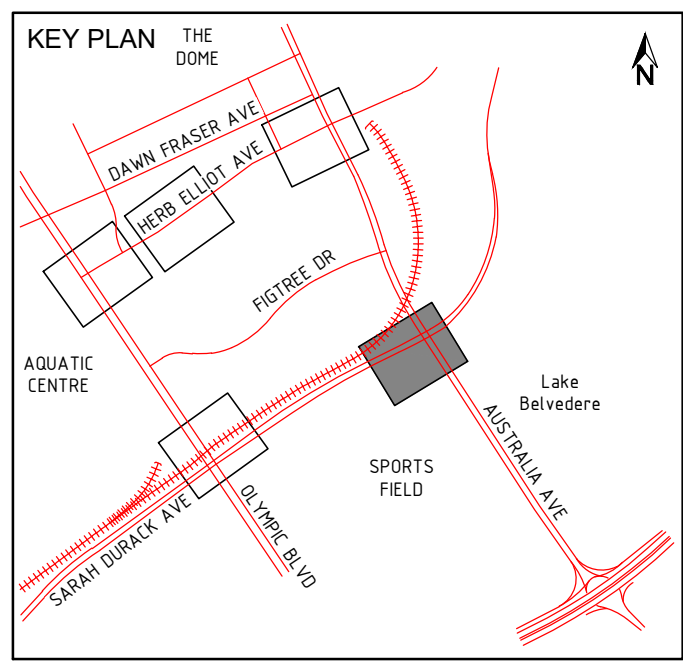 KEY PLAN
THE
DOME
N
DAWN FRASER AVE
HERB ELLIOT AVE
FIGTREE DR
AQUATIC
CENTRE
Lake
Belvedere
SPORTS
FIELD
AUSTRALIA AVE
OLYMPIC BLVD
SARAH DURACK AVE